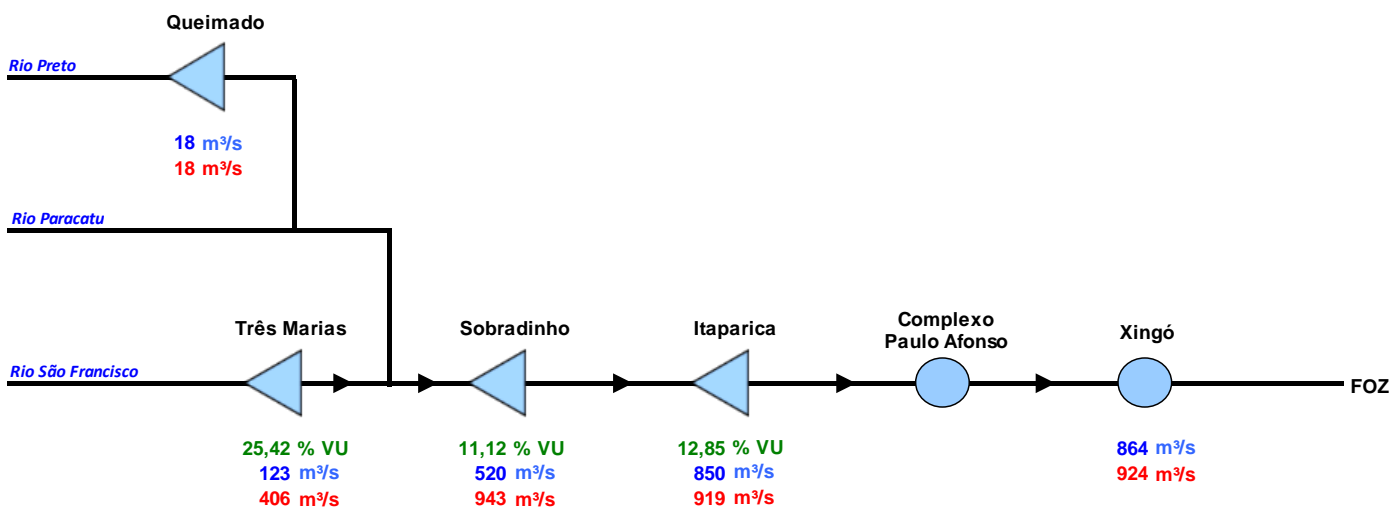 Queimado
Rio Preto
18 m³/s
18 m³/s
Rio Paracatu
Três Marias
Sobradinho
Itaparica
Complexo
Paulo Afonso
Xingó
Rio São Francisco
FOZ
25,42 % VU
123 m³/s
406 m³/s
11,12 % VU
520 m³/s
943 m³/s
12,85 % VU
850 m³/s
919 m³/s
864 m³/s
924 m³/s